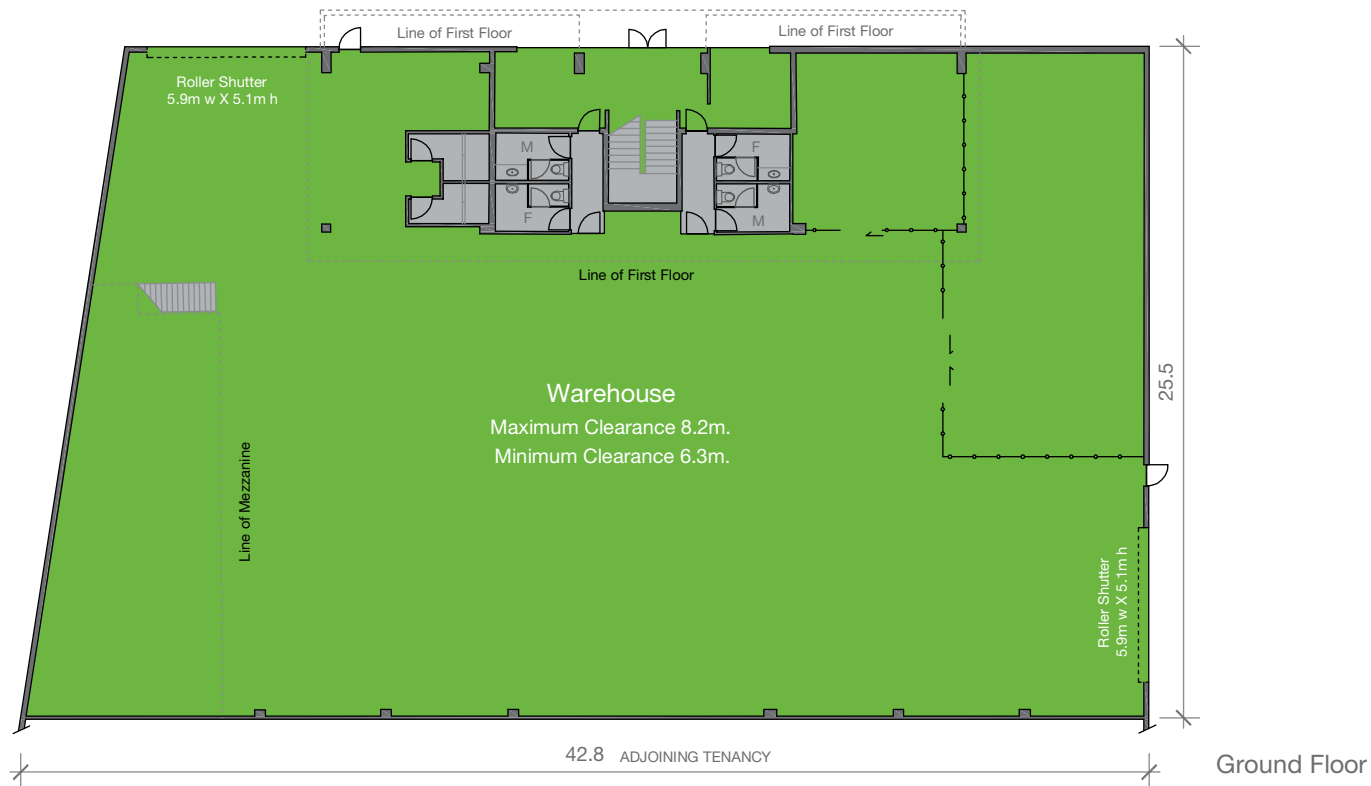 Line of First Floor
Line of First Floor
Roller Shutter
5.9m w X 5.1m h
M
F
F
M
Line of First Floor
Warehouse
Maximum Clearance 8.2m.
Minimum Clearance 6.3m.
25.5
Line of Mezzanine
Roller Shutter
5.9m w X 5.1m h
42.8 ADJOINING TENANCY
Ground Floor